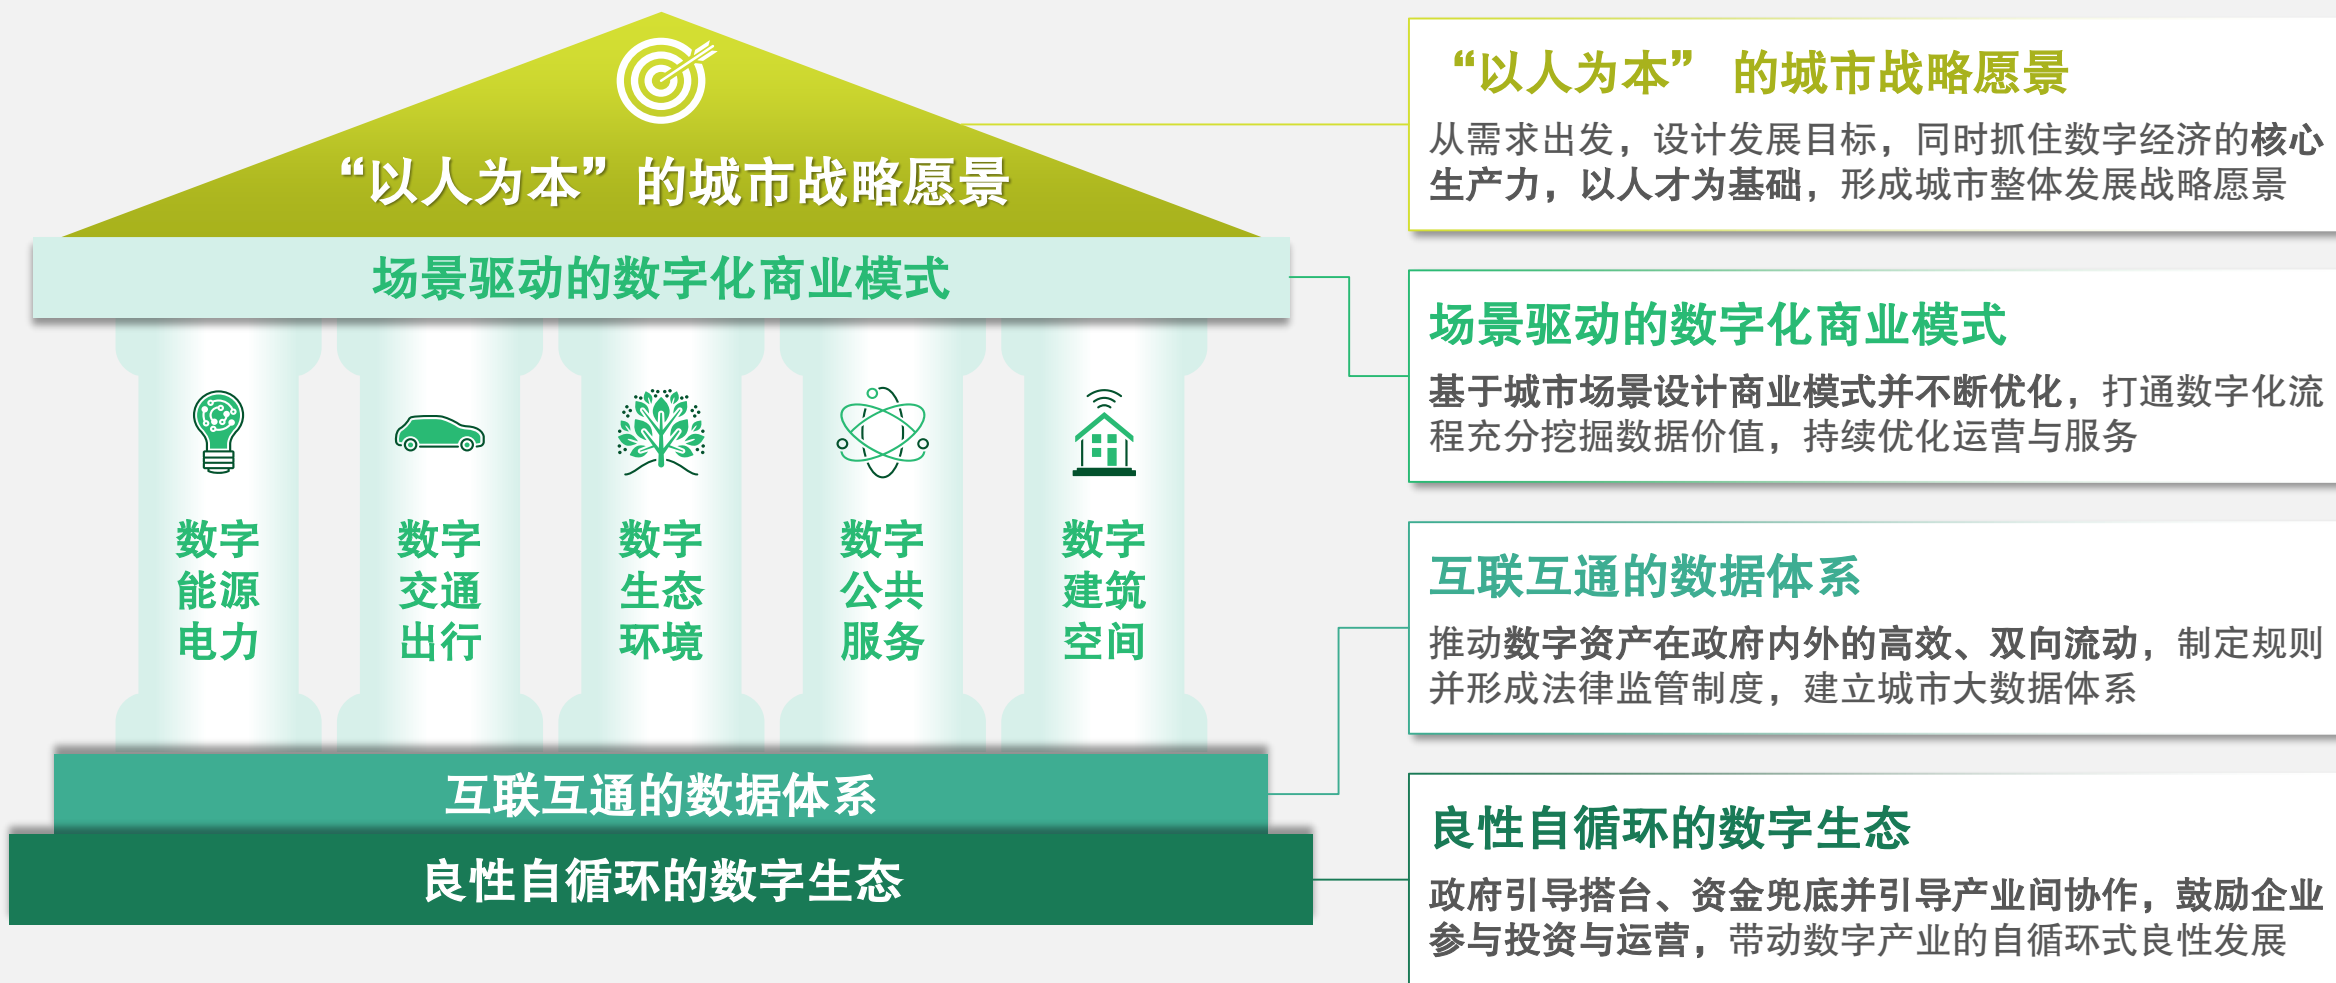 “以人为本”的城市战略愿景
场景驱动的数字化商业模式
数字
能源
电力
数字
交通
出行
数字
生态
环境
数字
公共
服务
数字
建筑
空间
互联互通的数据体系
良性自循环的数字生态
“以人为本” 的城市战略愿景
从需求出发，设计发展目标，同时抓住数字经济的核心
生产力，以人才为基础，形成城市整体发展战略愿景
场景驱动的数字化商业模式
基于城市场景设计商业模式并不断优化，打通数字化流
程充分挖掘数据价值，持续优化运营与服务
互联互通的数据体系
推动数字资产在政府内外的高效、双向流动，制定规则
并形成法律监管制度，建立城市大数据体系
良性自循环的数字生态
政府引导搭台、资金兜底并引导产业间协作，鼓励企业
参与投资与运营，带动数字产业的自循环式良性发展